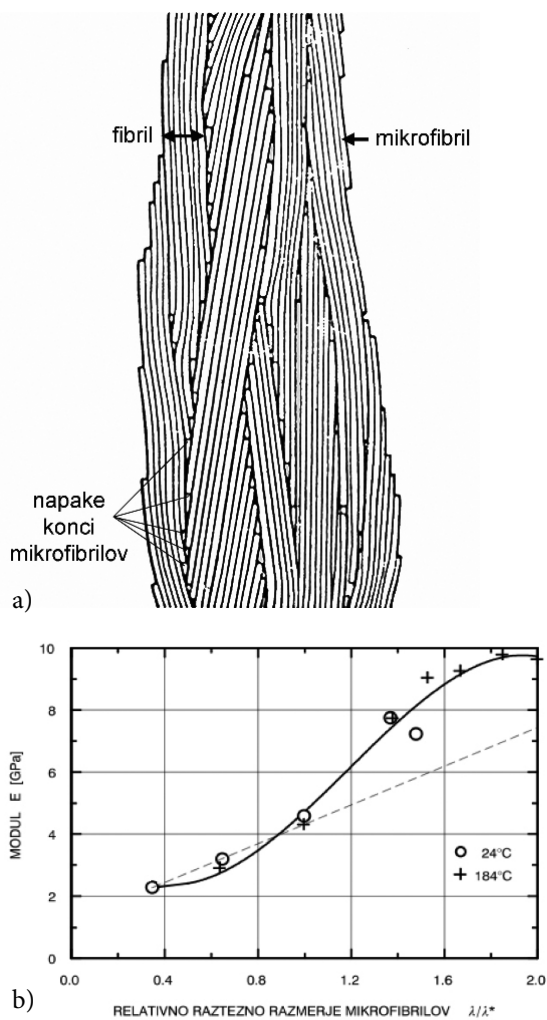 fibril
mikrofibril
napake
konci
mikrofibrilov
a)
10
8
6
4
2
0
MODUL E [GPa]
24°C
184°C
0.0 0.4 0.8 1.2 1.6 2.0
b)
RELATIVNO RAZTEZNO RAZMERJE MIKROFIBRILOV λ/λ*